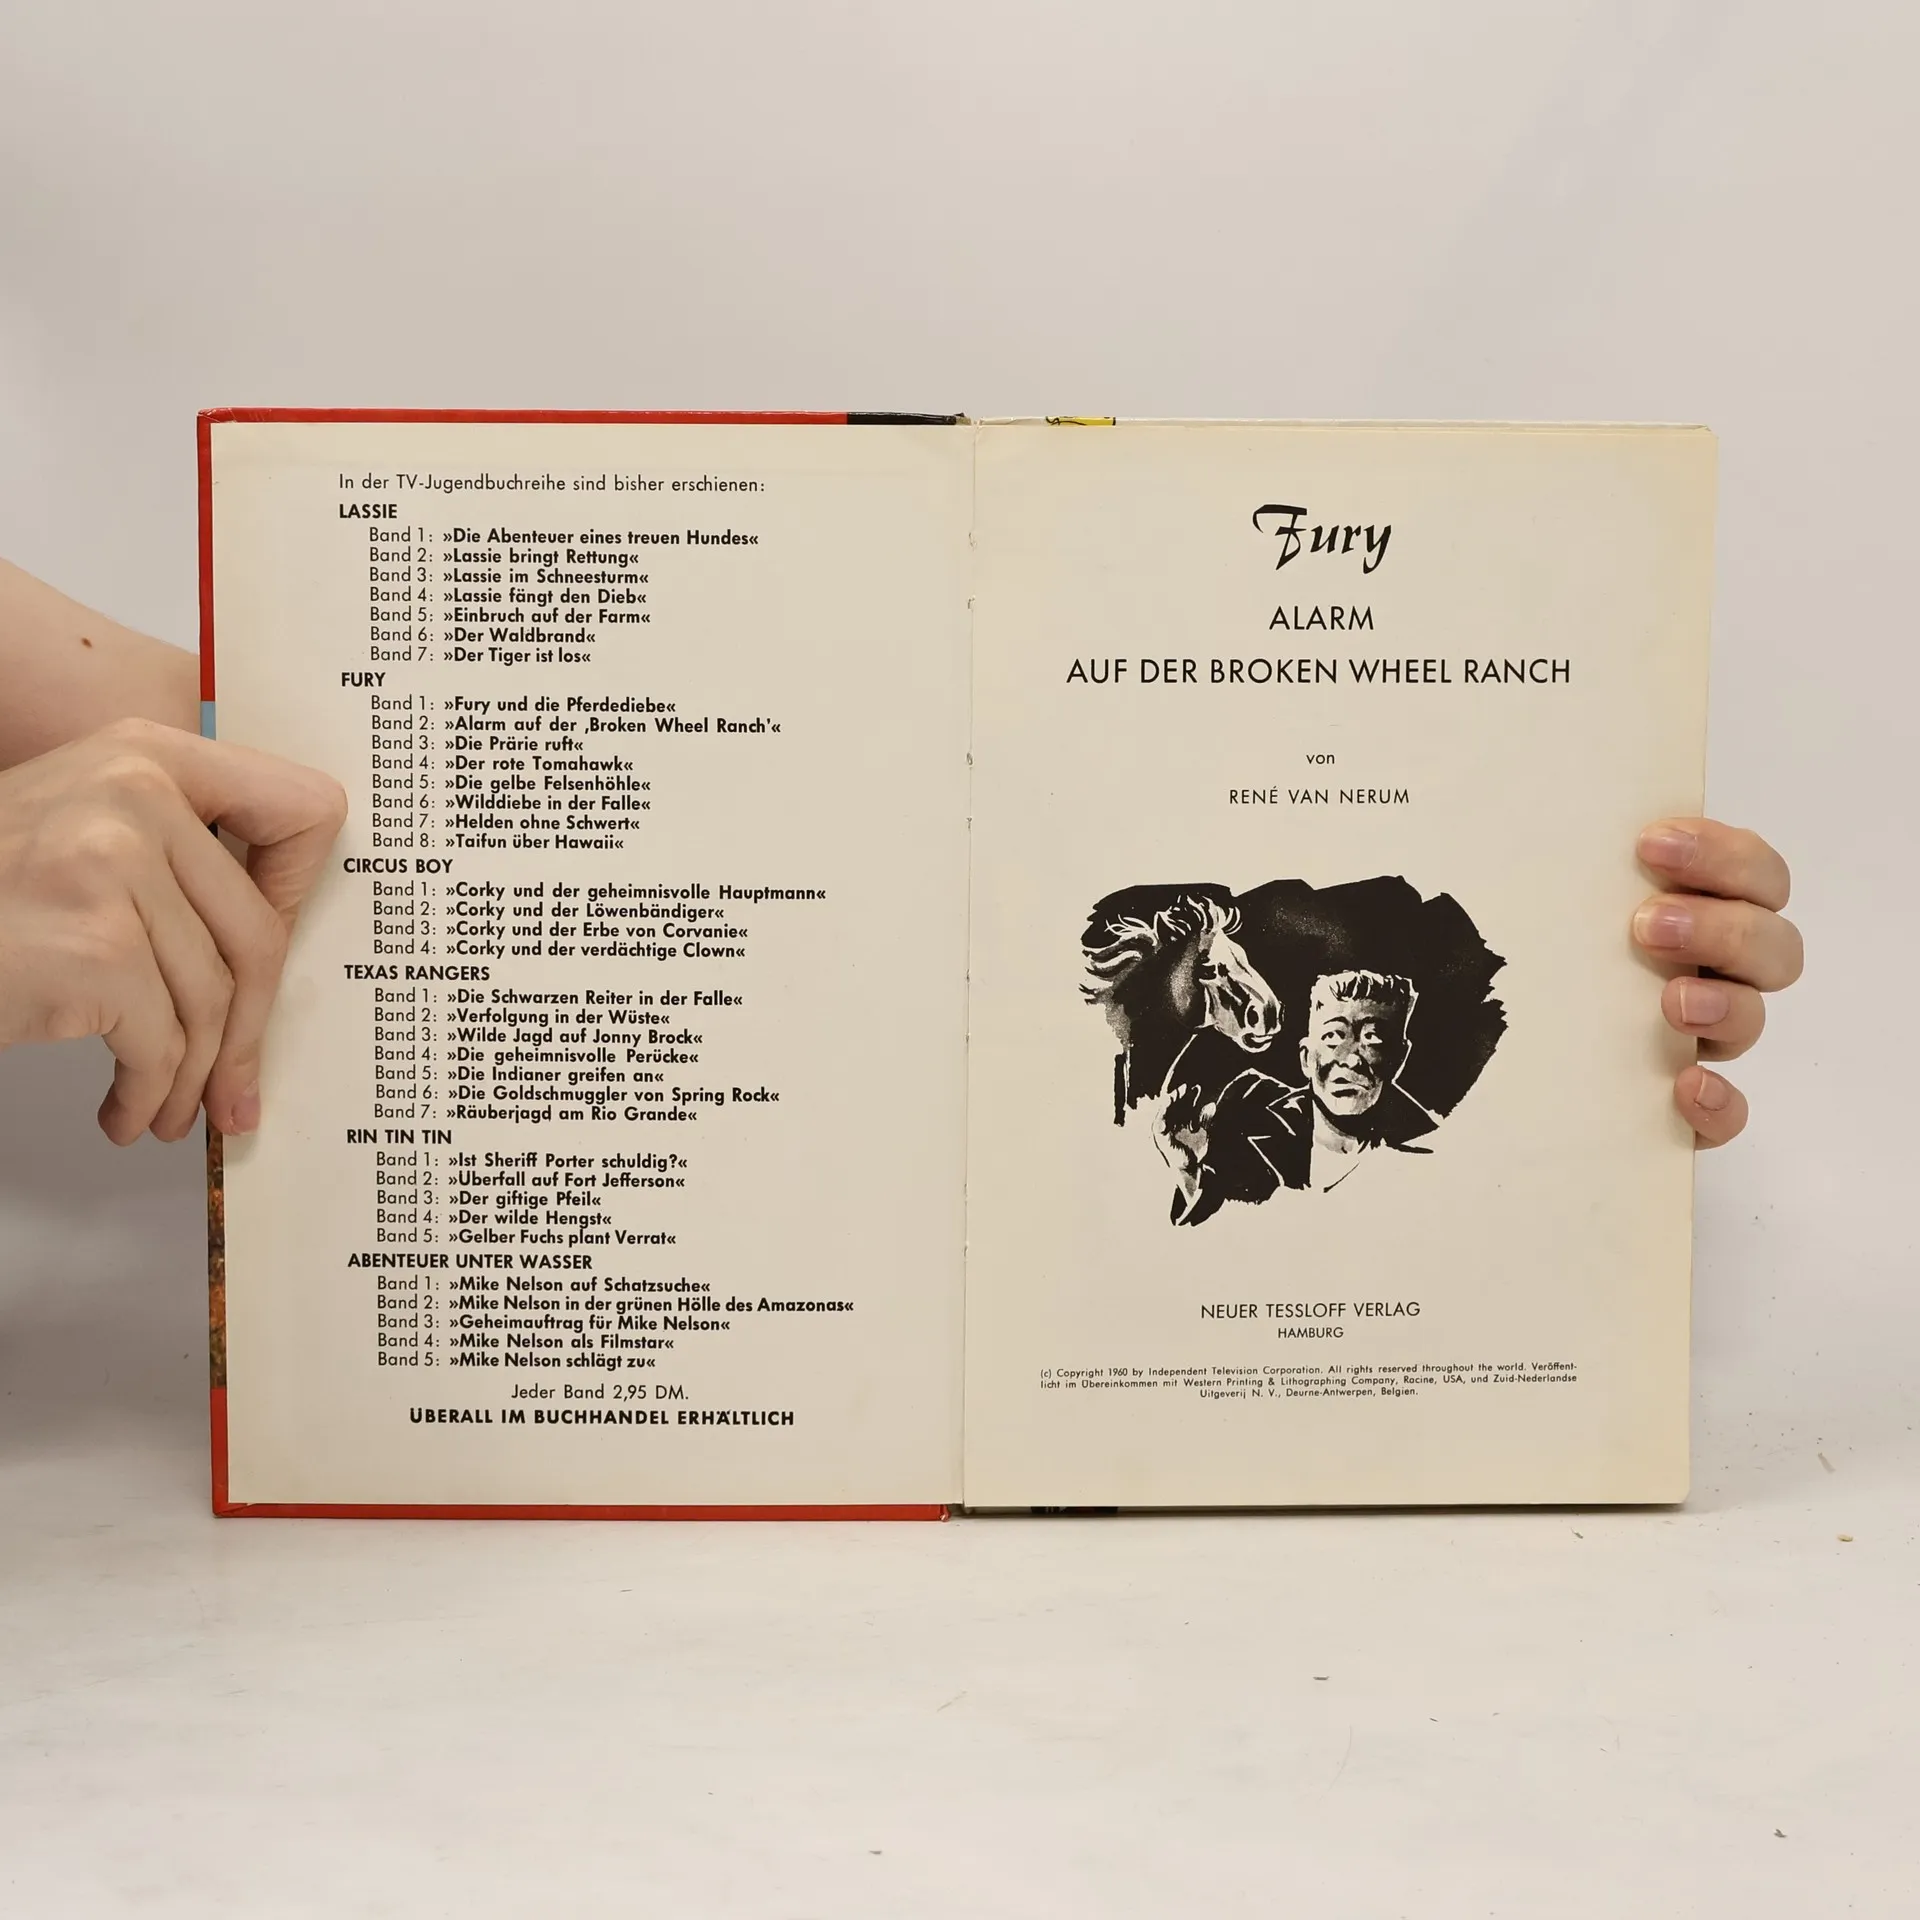 In der TV-Jugendbuchreihe sind bisher erschienen:
LASSIE
Band 1: »Die Abenteuer eines treuen Hundes«
Band 2: »Lassie bringt Rettung«
Band 3: »Lassie im Schneesturm«
Band 4: »Lassie fängt den Dieb«
Band 5: »Einbruch auf der Farm«
Band 6: »Der Waldbrand«
Band 7: »Der Tiger ist los«
FURY
Band 1: »Fury und die Pferdediebe«
Band 2: »Alarm auf der ‚Broken Wheel Ranch'«
Band 3: »Die Prärie ruft«
Band 4: »Der rote Tomahawk«
Band 5: »Die gelbe Felsenhöhle«
Band 6: »Wilddiebe in der Falle«
Band 7: »Helden ohne Schwert«
Band 8: »Taifun über Hawaii«
CIRCUS BOY
Band 1: »Corky und der geheimnisvolle Hauptmann«
Band 2: »Corky und der Löwenbändiger«
Band 3: »Corky und der Erbe von Corvanie«
Band 4: »Corky und der verdächtige Clown«
TEXAS RANGERS
Band 1: »Die Schwarzen Reiter in der Falle«
Band 2: »Verfolgung in der Wüste«
Band 3: »Wilde Jagd auf Jonny Brock«
Band 4: »Die geheimnisvolle Perücke«
Band 5: »Die Indianer greifen an«
Band 6: »Die Goldschmuggler von Spring Rock«
Band 7: »Räuberjagd am Rio Grande«
RIN TIN TIN
Band 1: »Ist Sheriff Porter schuldig?«
Band 2: »Überfall auf Fort Jefferson«
Band 3: »Der giftige Pfeil«
Band 4: »Der wilde Hengst«
Band 5: »Gelber Fuchs plant Verrat«
ABENTEUER UNTER WASSER
Band 1: »Mike Nelson auf Schatzsuche«
Band 2: »Mike Nelson in der grünen Hölle des Amazonas«
Band 3: »Geheimauftrag für Mike Nelson«
Band 4: »Mike Nelson als Filmstar«
Band 5: »Mike Nelson schlägt zu«
Jeder Band 2,95 DM.
ÜBERALL IM BUCHHANDEL ERHÄLTLICH
Fury
ALARM
AUF DER BROKEN WHEEL RANCH
von
RENÉ VAN NERUM
NEUER TESSLOFF VERLAG
HAMBURG
(c) Copyright 1960 by Independent Television Corporation. All rights reserved throughout the world. Veröffent-
licht im Übereinkommen mit Western Printing & Lithographing Company, Racine, USA, und Zuid-Nederlandse
Uitgeverij N. V., Deurne-Antwerpen, Belgien.